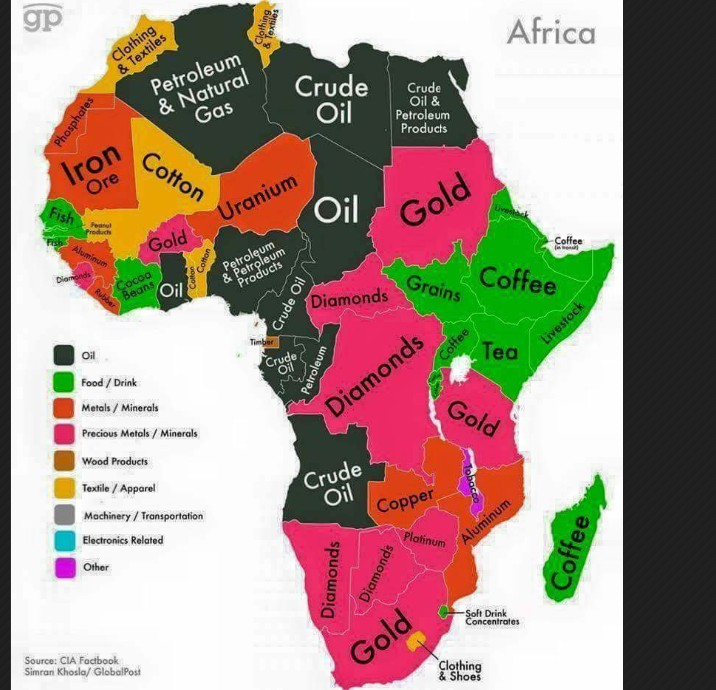 gp
Africa
Clothing
& Textiles
Clothing
& Textiles
Petroleum
& Natural
Gas
Crude
Oil
Crude
Oil &
Petroleum
Products
Phosphates
Iron
Ore
Cotton
Uranium
Oil
Gold
Livestock
Coffee
(in transit)
Fish
Peanut
Products
Fish
Gold
Aluminum
Diamonds
Rubber
Cocoa
Beans
Oil
Cotton
Cotton
Petroleum
& Petroleum
Products
Crude Oil
Diamonds
Grains
Coffee
Livestock
Timber
Crude
Oil
Petroleum
Diamonds
Coffee
Tea
Gold
Crude
Oil
Copper
Tobacco
Aluminum
Platinum
Diamonds
Diamonds
Gold
Coffee
Soft Drink
Concentrates
Clothing
& Shoes
Oil
Food / Drink
Metals / Minerals
Precious Metals / Minerals
Wood Products
Textile / Apparel
Machinery / Transportation
Electronics Related
Other
Source: CIA Factbook
Simran Khosla/ GlobalPost